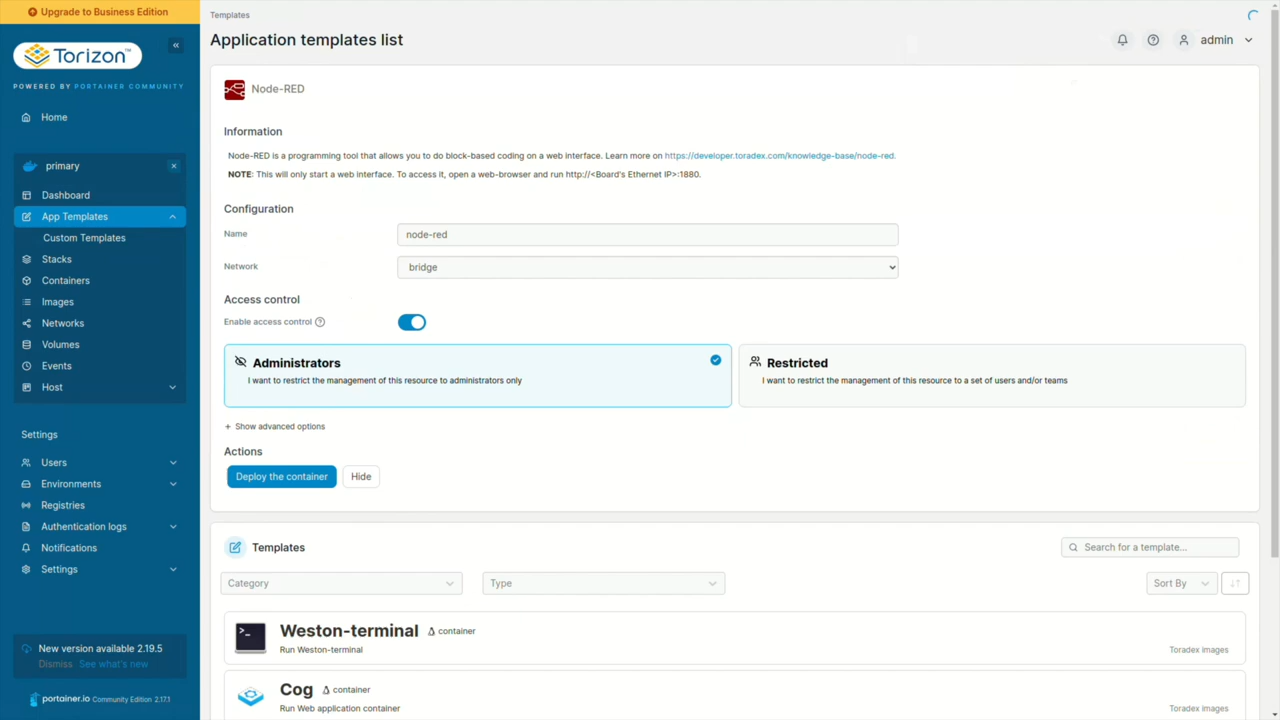 Upgrade to Business Edition
Torizon™
POWERED BY PORTAINER COMMUNITY
Home
primary
Dashboard
App Templates
Custom Templates
Stacks
Containers
Images
Networks
Volumes
Events
Host
Settings
Users
Environments
Registries
Authentication logs
Notifications
Settings
New version available 2.19.5
Dismiss See what's new
portainer.io Community Edition 2.17.1
Templates
Application templates list
admin
Node-RED
Information
Node-RED is a programming tool that allows you to do block-based coding on a web interface. Learn more on https://developer.toradex.com/knowledge-base/node-red.
NOTE: This will only start a web interface. To access it, open a web-browser and run http://<Board's Ethernet IP>:1880.
Configuration
Name node-red
Network bridge
Access control
Enable access control
Administrators
I want to restrict the management of this resource to administrators only
Restricted
I want to restrict the management of this resource to a set of users and/or teams
+ Show advanced options
Actions
Deploy the container Hide
Templates
Search for a template...
Category Type Sort By
Weston-terminal container
Run Weston-terminal Toradex images
Cog container
Run Web application container Toradex images